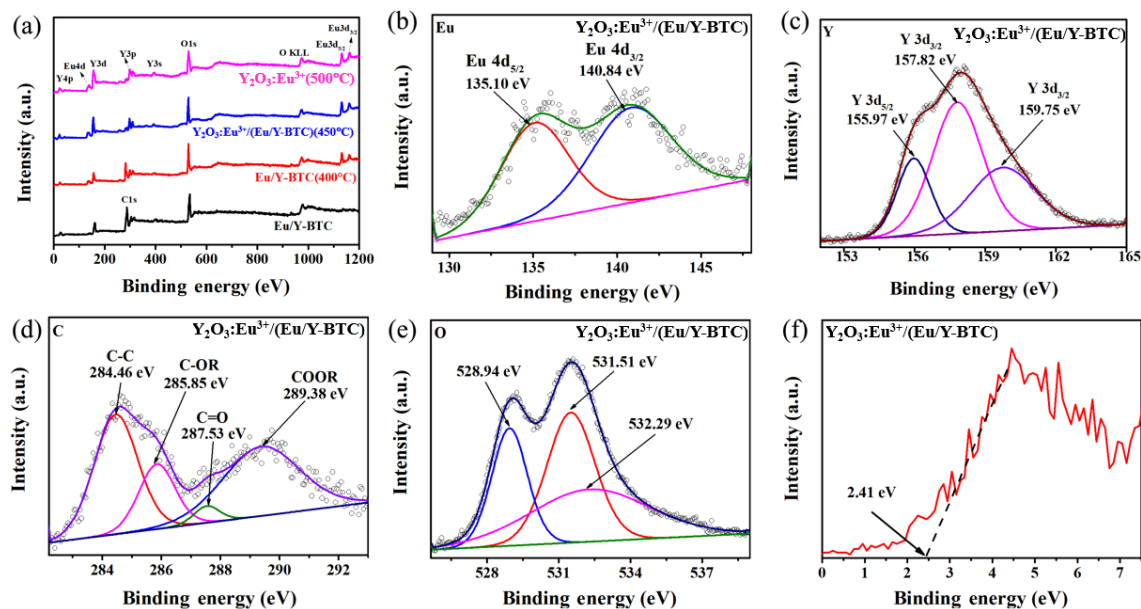 (a)
Intensity (a.u.)
Y4p
Eu4d
Y3d
Y3p
Y3s
O1s
O KLL
Eu3d₅/₂
Eu3d₃/₂
Y₂O₃:Eu³⁺(500°C)
Y₂O₃:Eu³⁺/(Eu/Y-BTC)(450°C)
Eu/Y-BTC(400°C)
C1s
Eu/Y-BTC
0 200 400 600 800 1000 1200
Binding energy (eV)
(b)
Intensity (a.u.)
Eu
Y₂O₃:Eu³⁺/(Eu/Y-BTC)
Eu 4d₅/₂
135.10 eV
Eu 4d₃/₂
140.84 eV
130 135 140 145
Binding energy (eV)
(c)
Intensity (a.u.)
Y
Y₂O₃:Eu³⁺/(Eu/Y-BTC)
Y 3d₃/₂
157.82 eV
Y 3d₅/₂
155.97 eV
Y 3d₃/₂
159.75 eV
153 156 159 162 165
Binding energy (eV)
(d)
Intensity (a.u.)
C
Y₂O₃:Eu³⁺/(Eu/Y-BTC)
C-C
284.46 eV
C-OR
285.85 eV
C=O
287.53 eV
COOR
289.38 eV
284 286 288 290 292
Binding energy (eV)
(e)
Intensity (a.u.)
O
Y₂O₃:Eu³⁺/(Eu/Y-BTC)
528.94 eV
531.51 eV
532.29 eV
528 531 534 537
Binding energy (eV)
(f)
Intensity (a.u.)
Y₂O₃:Eu³⁺/(Eu/Y-BTC)
2.41 eV
0 1 2 3 4 5 6 7
Binding energy (eV)